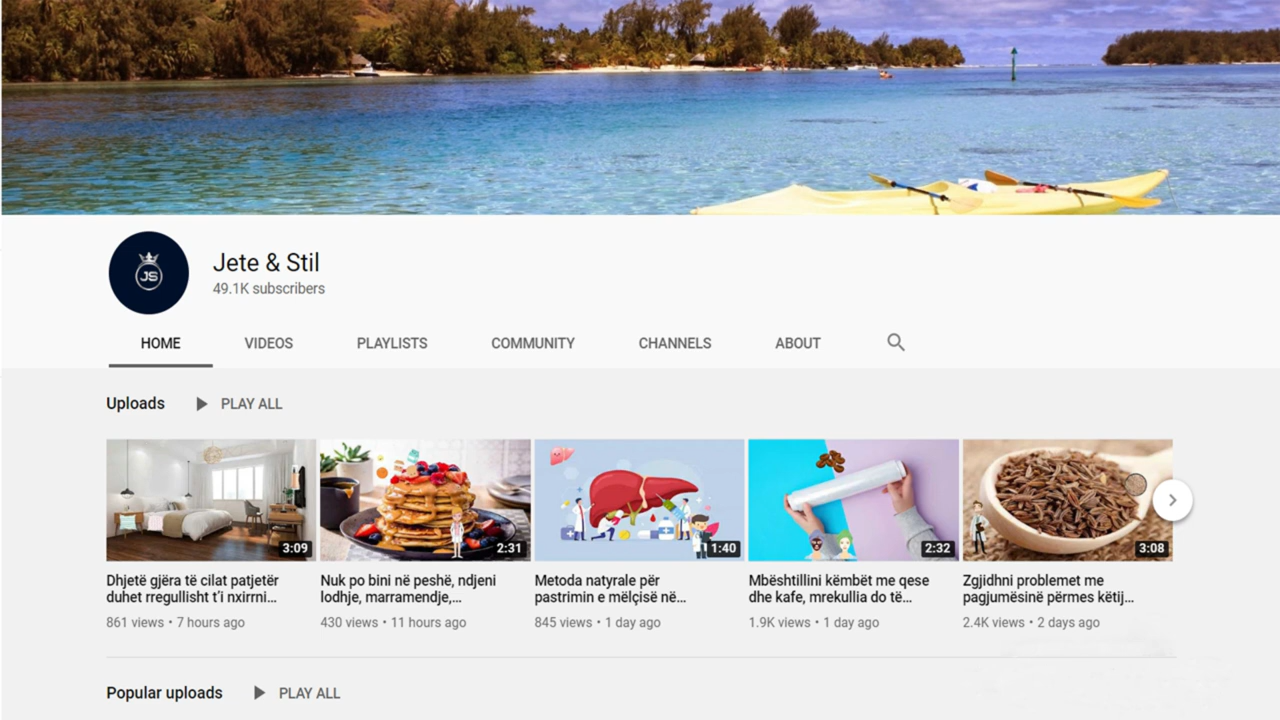 JS
Jete & Stil
49.1K subscribers
HOME VIDEOS PLAYLISTS COMMUNITY CHANNELS ABOUT
Uploads PLAY ALL
3:09 2:31 1:40 2:32 3:08
Dhjetë gjëra të cilat patjetër
duhet rregullisht t'i nxirrni...
861 views • 7 hours ago
Nuk po bini në peshë, ndjeni
lodhje, marramendje,...
430 views • 11 hours ago
Metoda natyrale për
pastrimin e mëlçisë në...
845 views • 1 day ago
Mbështillini këmbët me qese
dhe kafe, mrekullia do të...
1.9K views • 1 day ago
Zgjidhni problemet me
pagjumësinë përmes këtij...
2.4K views • 2 days ago
Popular uploads PLAY ALL